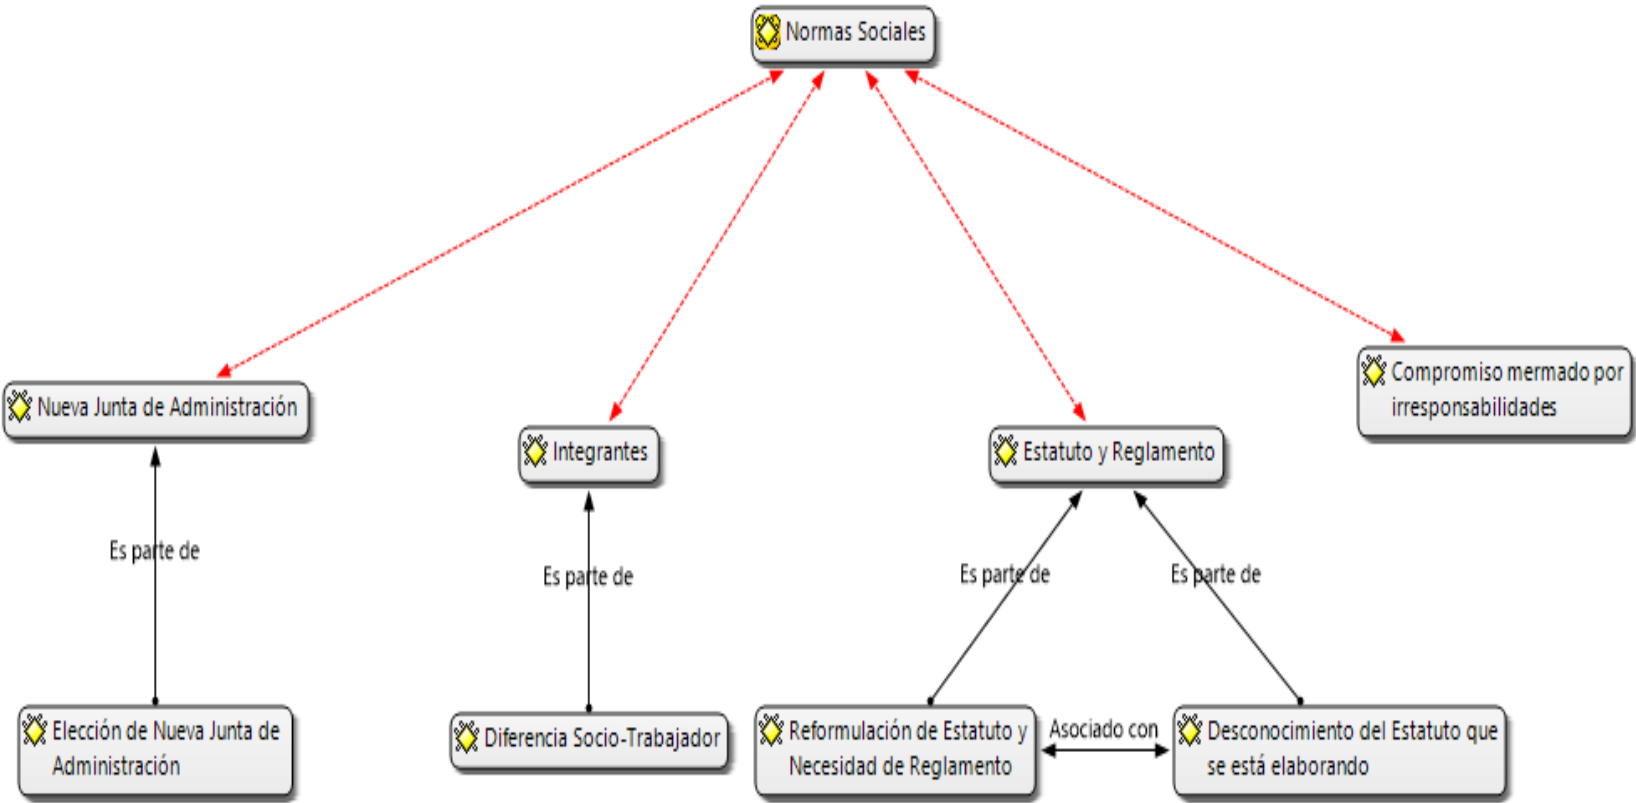 Normas Sociales
Compromiso mermado por
irresponsabilidades
Nueva Junta de Administración
Integrantes
Estatuto y Reglamento
Es parte de
Es parte de
Es parte de
Es parte de
Elección de Nueva Junta de
Administración
Diferencia Socio-Trabajador
Reformulación de Estatuto y
Necesidad de Reglamento
Asociado con
Desconocimiento del Estatuto que
se está elaborando